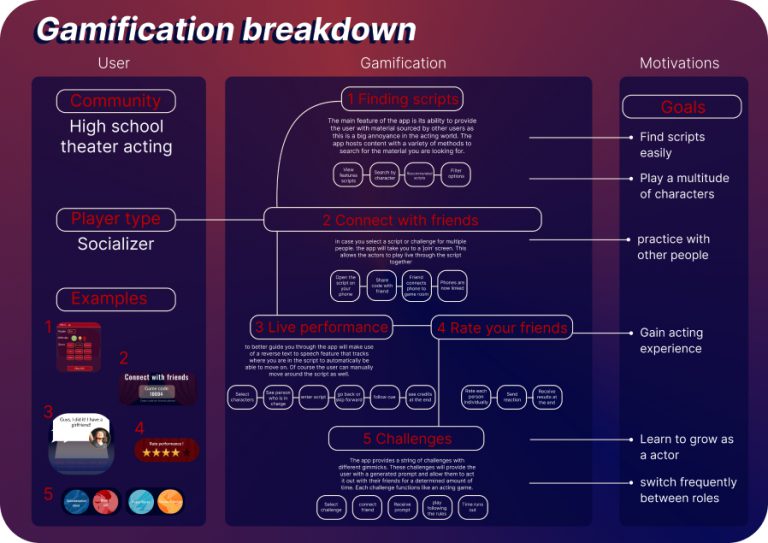 Gamification breakdown
User
Gamification
Motivations
Community
High school
theater acting
Player type
Socializer
Examples
1
2
Connect with friends
Game code
3
Guys, I did it! I have a
girlfriend!
4
Rate performance !
5
1 Finding scripts
The main feature of the app is its ability to provide
the user with material sourced by other users as
this is a big annoyance in the acting world. The
app hosts content with a variety of methods to
search for the material you are looking for.
View
features
scripts
Search by
character
Recommended
scripts
Filter
options
2 Connect with friends
in case you select a script or challenge for multiple
people. the app will take you to a 'join' screen. This
allows the actors to play live through the script
together
Open the
script on
your
phone
Share
code with
friend
Friend
connects
phone to
game room
Phones are
now linked
3 Live performance
to better guide you through the app will make use
of a reverse text to speech feature that tracks
where you are in the script to automatically be
able to move on. Of course the user can manually
move around the script as well.
Select
characters
See person
who is in
charge
enter script
go back or
skip forward
follow cue
see credits
at the end
4 Rate your friends
Rate each
person
individually
Send
reaction
Receive
results at
the end
5 Challenges
The app provides a string of challenges with
different gimmicks. These challenges will provide
the user with a generated prompt and allow them to act
it out with their friends for a determined amount of
time. Each challenge functions like an acting game.
Select
challenge
connect
friend
Receive
prompt
play
following
the rules
Time runs
out
Goals
Find scripts
easily
Play a multitude
of characters
practice with
other people
Gain acting
experience
Learn to grow as
a actor
switch frequently
between roles